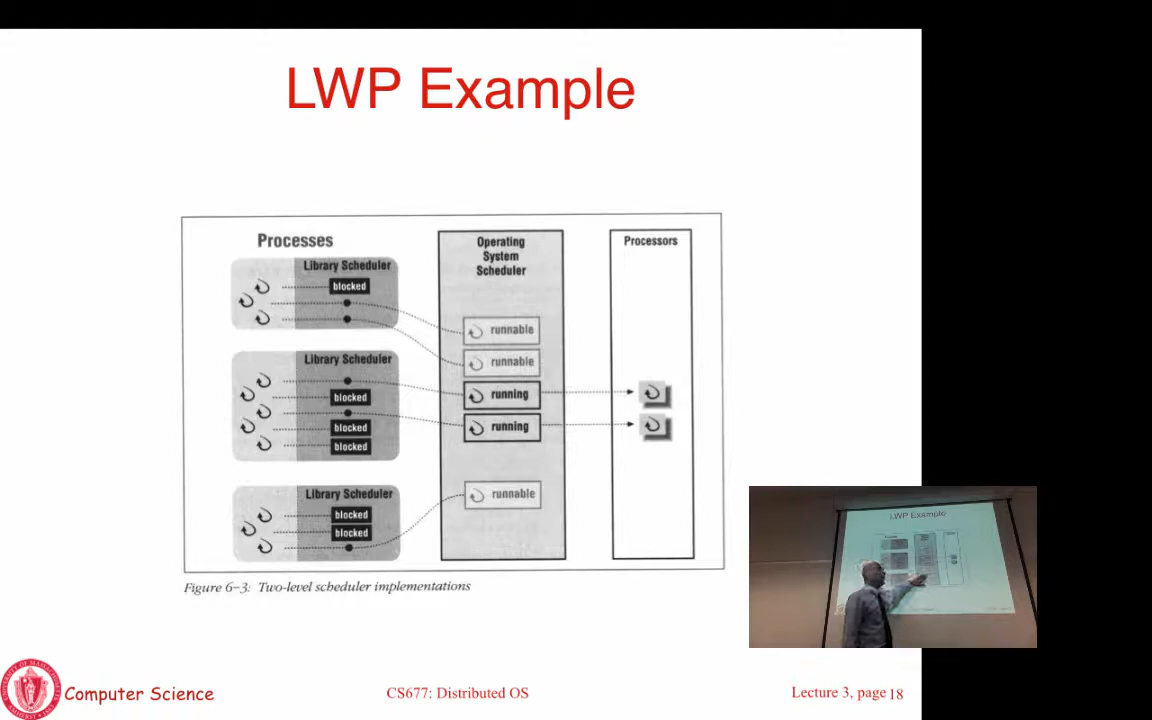 LWP Example
Processes
Library Scheduler
blocked
Library Scheduler
blocked
blocked
blocked
Library Scheduler
blocked
blocked
Operating
System
Scheduler
runnable
runnable
running
running
runnable
Processors
Figure 6-3: Two-level scheduler implementations
LWP Example
Computer Science
CS677: Distributed OS
Lecture 3, page 18